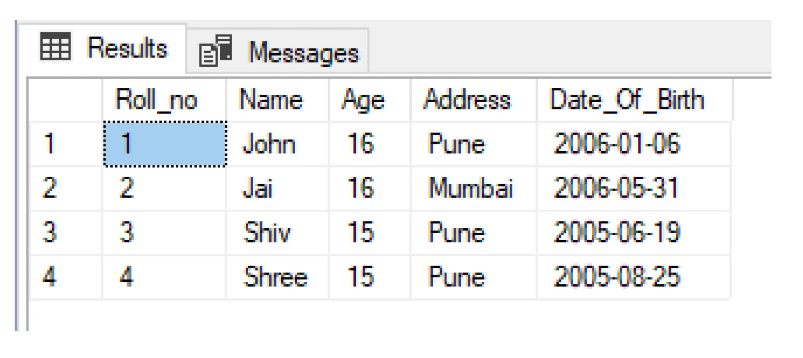 Results Messages
Roll_no Name Age Address Date_Of_Birth
1 1 John 16 Pune 2006-01-06
2 2 Jai 16 Mumbai 2006-05-31
3 3 Shiv 15 Pune 2005-06-19
4 4 Shree 15 Pune 2005-08-25